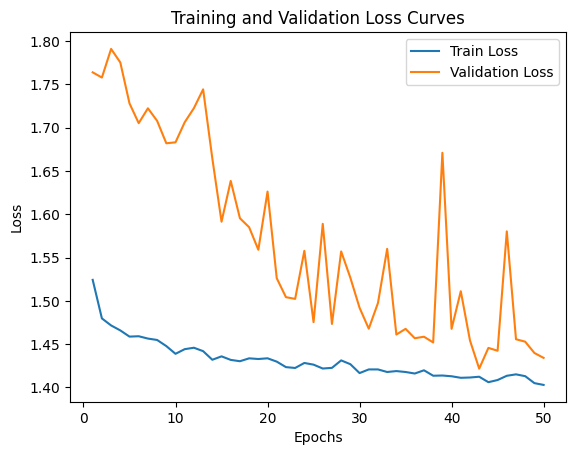 Training and Validation Loss Curves
Train Loss
Validation Loss
Loss
1.80
1.75
1.70
1.65
1.60
1.55
1.50
1.45
1.40
0 10 20 30 40 50
Epochs